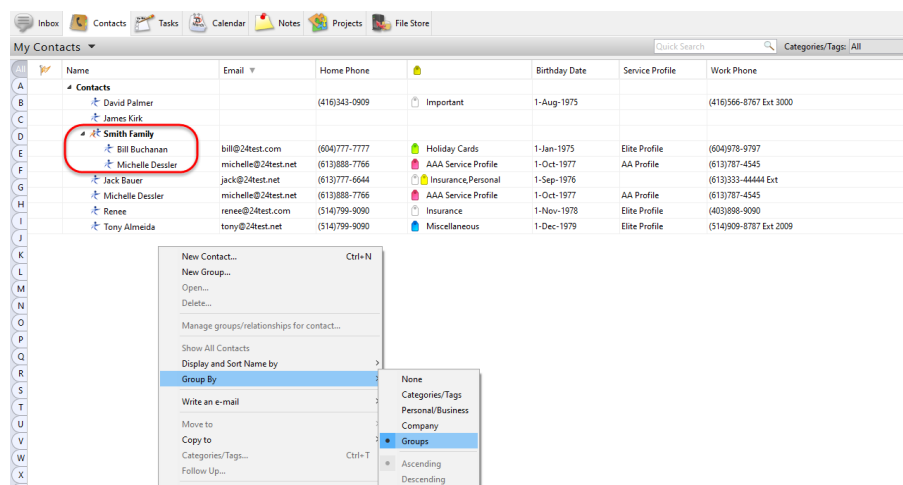 Inbox Contacts Tasks Calendar Notes Projects File Store
My Contacts Quick Search Categories/Tags: All
All Name Email Home Phone Birthday Date Service Profile Work Phone
A Contacts
B David Palmer (416)343-0909 Important 1-Aug-1975 (416)566-8767 Ext 3000
C James Kirk
D Smith Family
E Bill Buchanan bill@24test.com (604)777-7777 Holiday Cards 1-Jan-1975 Elite Profile (604)978-9797
F Michelle Dessler michelle@24test.net (613)888-7766 AAA Service Profile 1-Oct-1977 AA Profile (613)787-4545
G Jack Bauer jack@24test.net (613)777-6644 Insurance,Personal 1-Sep-1976 (613)333-44444 Ext
H Michelle Dessler michelle@24test.net (613)888-7766 AAA Service Profile 1-Oct-1977 AA Profile (613)787-4545
I Renee renee@24test.com (514)799-9090 Insurance 1-Nov-1978 Elite Profile (403)898-9090
Tony Almeida tony@24test.net (514)799-9090 Miscellaneous 1-Dec-1979 Elite Profile (514)909-8787 Ext 2009
J
K New Contact... Ctrl+N
L New Group...
M Open...
N Delete...
O Manage groups/relationships for contact...
P Show All Contacts
Q Display and Sort Name by
R Group By None
S Categories/Tags
T Write an e-mail Personal/Business
U Move to Company
V Copy to Groups
W Categories/Tags... Ctrl+T Ascending
X Follow Up... Descending